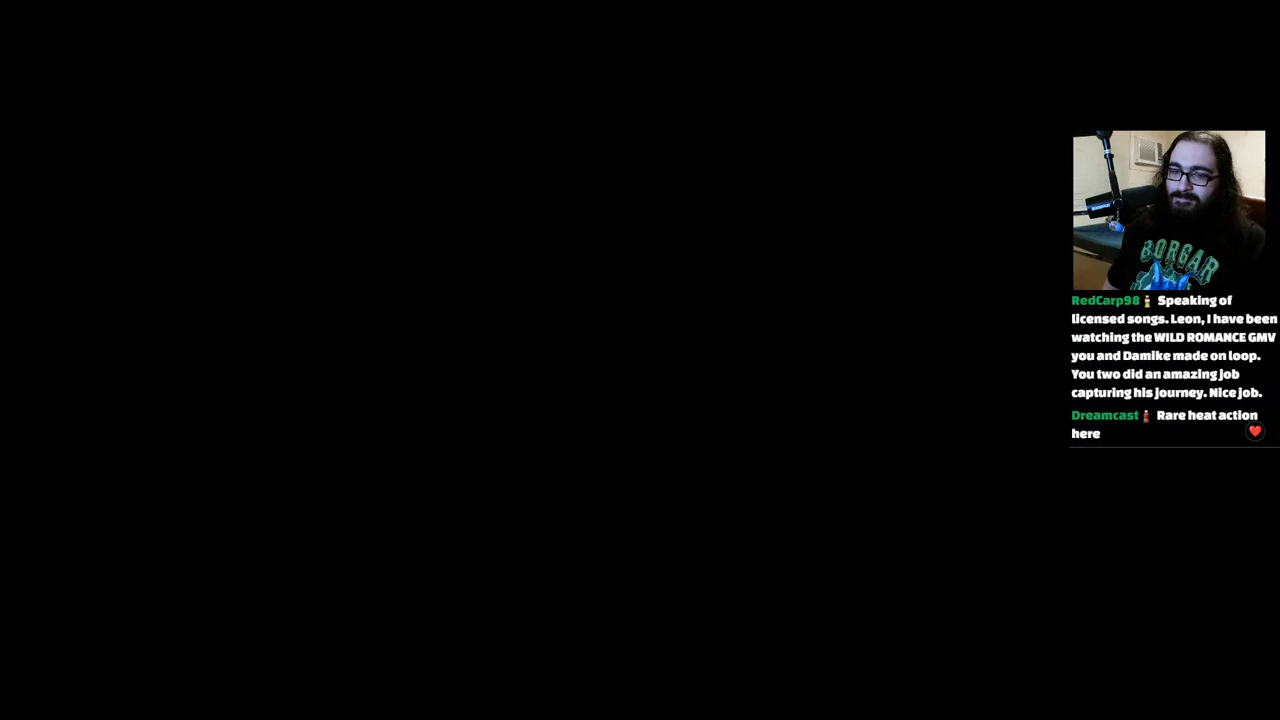 BORGAR
RedCarp98 Speaking of
licensed songs. Leon, I have been
watching the WILD ROMANCE GMV
you and Damike made on loop.
You two did an amazing job
capturing his journey. Nice job.
Dreamcast Rare heat action
here